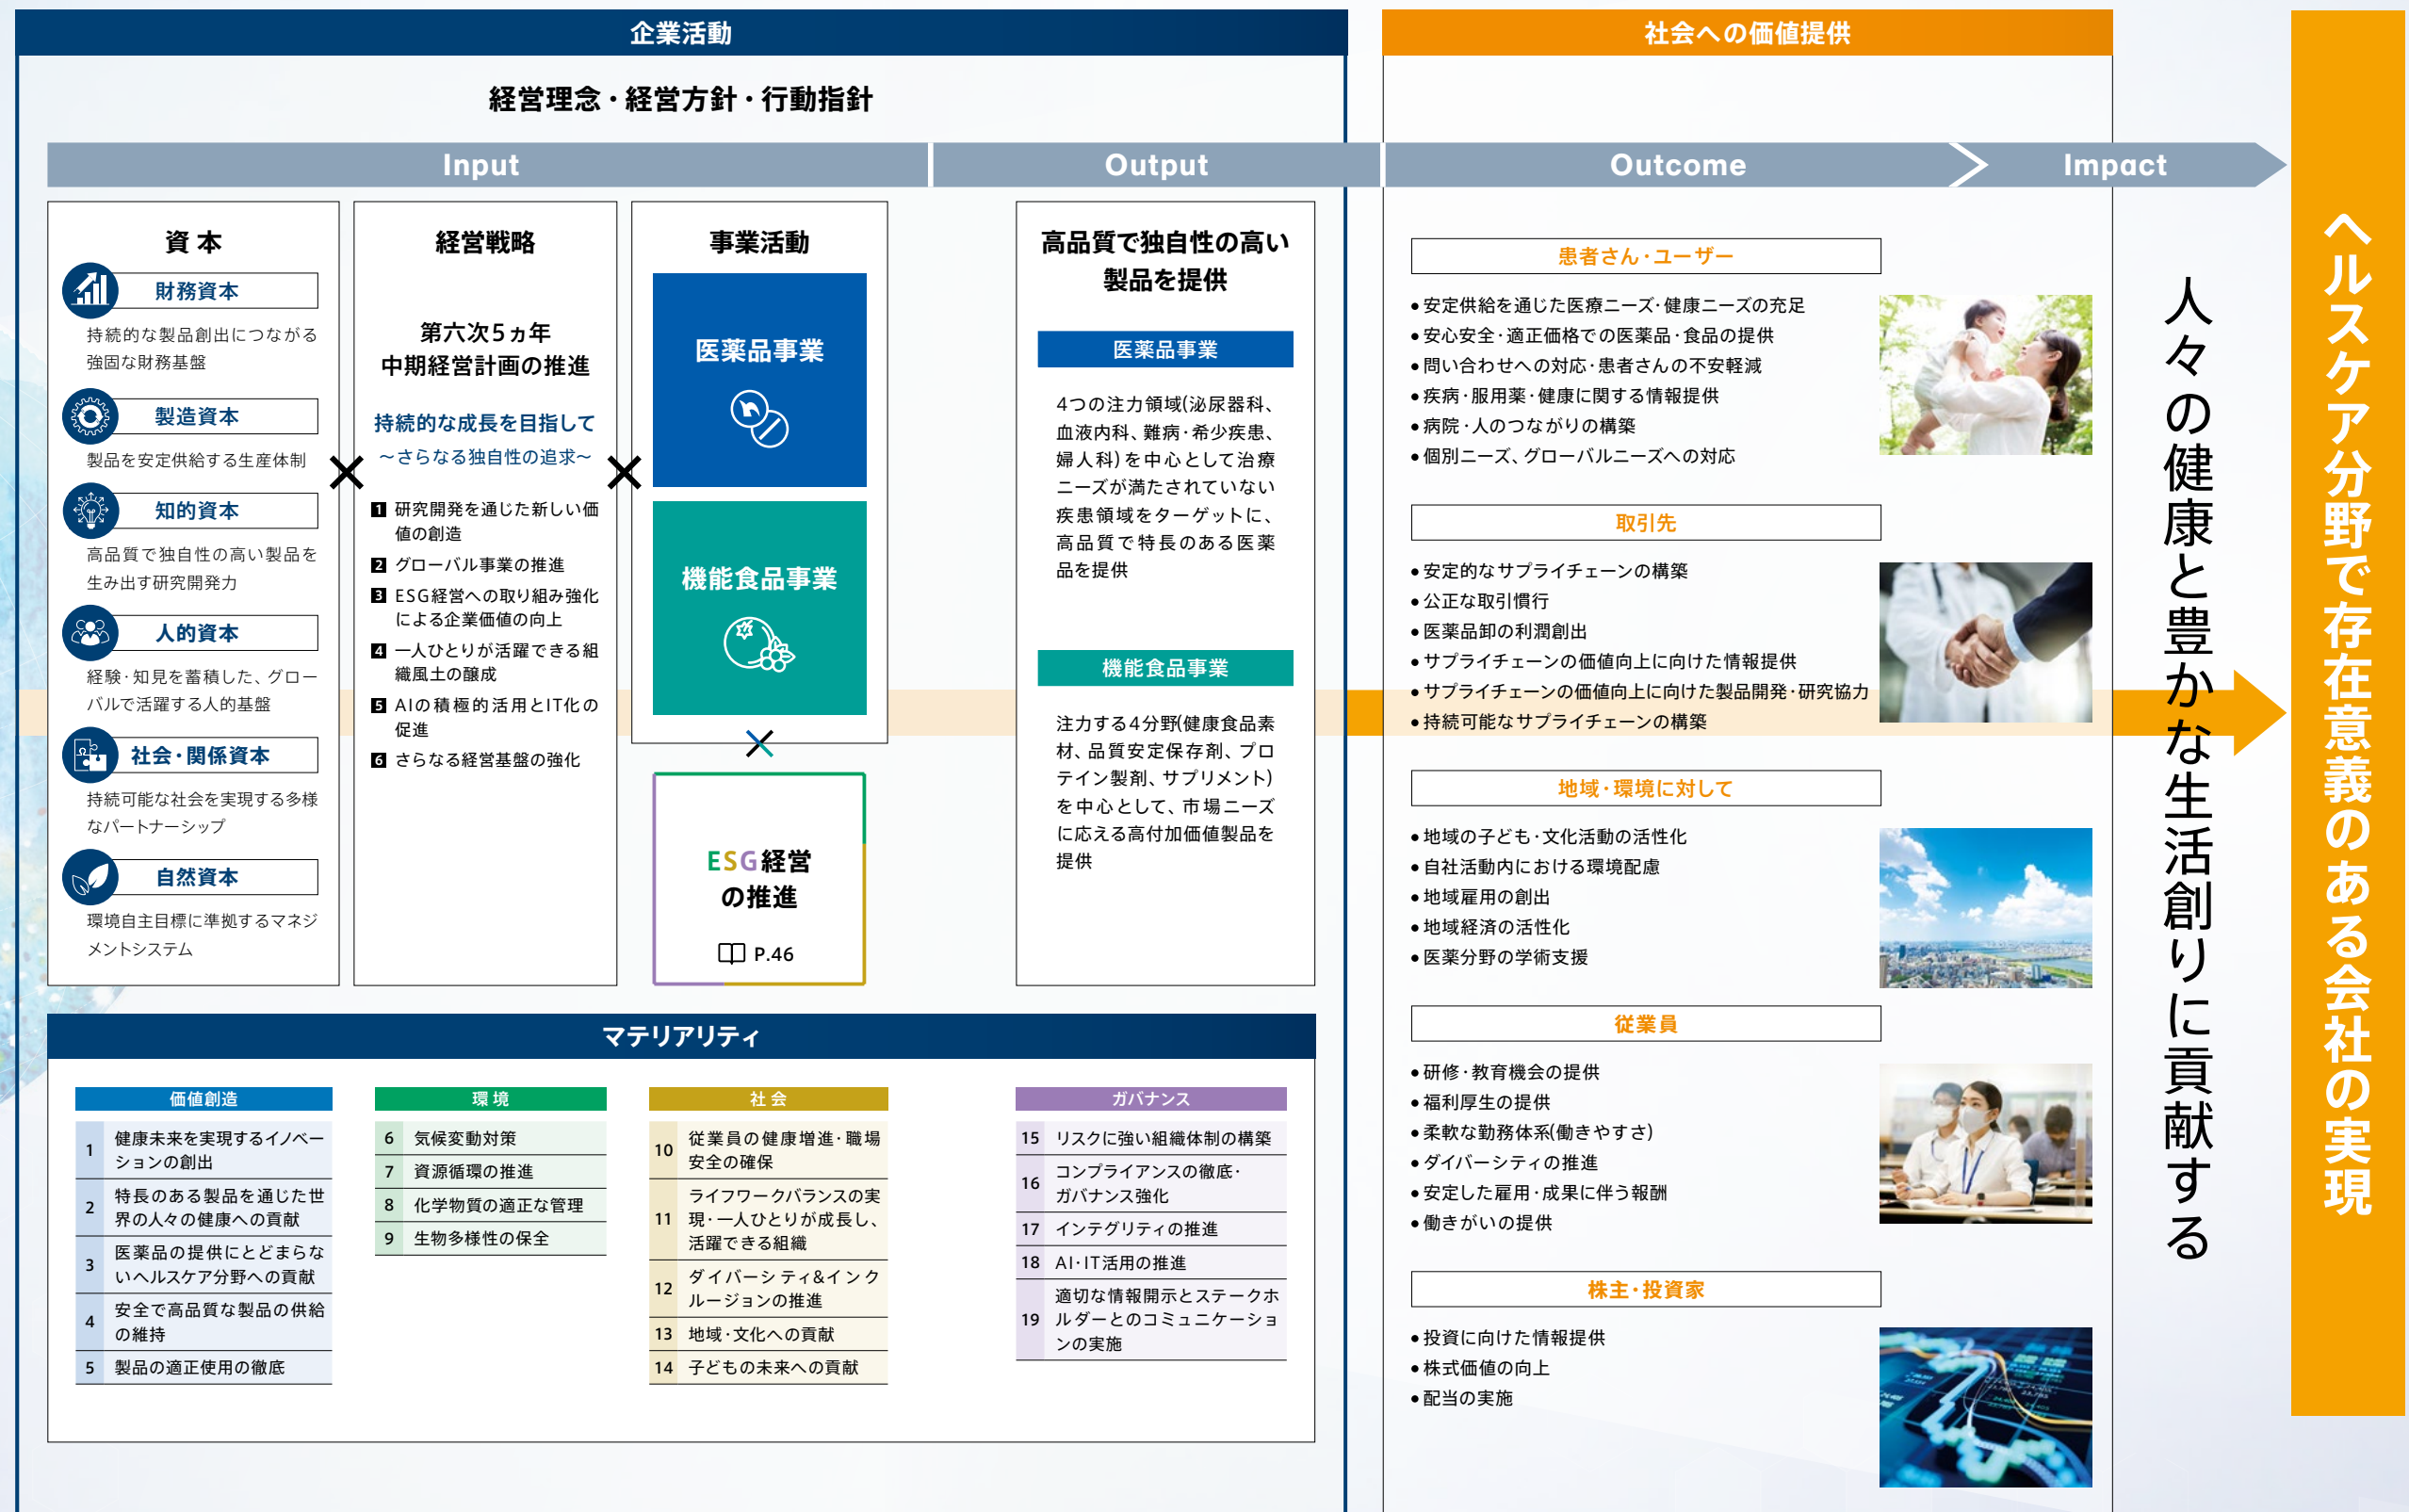 企業活動
経営理念・経営方針・行動指針
Input
Output
資本
財務資本
持続的な製品創出につながる
強固な財務基盤
製造資本
製品を安定供給する生産体制
知的資本
高品質で独自性の高い製品を
生み出す研究開発力
人的資本
経験・知見を蓄積した、グロー
バルで活躍する人的基盤
社会・関係資本
持続可能な社会を実現する多様
なパートナーシップ
自然資本
環境自主目標に準拠するマネジ
メントシステム
×
経営戦略
第六次5ヵ年
中期経営計画の推進
持続的な成長を目指して
～さらなる独自性の追求～
1 研究開発を通じた新しい価
値の創造
2 グローバル事業の推進
3 ESG経営への取り組み強化
による企業価値の向上
4 一人ひとりが活躍できる組
織風土の醸成
5 AIの積極的活用とIT化の
促進
6 さらなる経営基盤の強化
×
事業活動
医薬品事業
機能食品事業
×
ESG経営
の推進
P.46
高品質で独自性の高い
製品を提供
医薬品事業
4つの注力領域(泌尿器科、
血液内科、難病・希少疾患、
婦人科)を中心として治療
ニーズが満たされていない
疾患領域をターゲットに、
高品質で特長のある医薬
品を提供
機能食品事業
注力する4分野(健康食品素
材、品質安定保存剤、プロ
テイン製剤、サプリメント)
を中心として、市場ニーズ
に応える高付加価値製品を
提供
マテリアリティ
価値創造
1 健康未来を実現するイノベー
ションの創出
2 特長のある製品を通じた世
界の人々の健康への貢献
3 医薬品の提供にとどまらな
いヘルスケア分野への貢献
4 安全で高品質な製品の供給
の維持
5 製品の適正使用の徹底
環境
6 気候変動対策
7 資源循環の推進
8 化学物質の適正な管理
9 生物多様性の保全
社会
10 従業員の健康増進・職場
安全の確保
11 ライフワークバランスの実
現・一人ひとりが成長し、
活躍できる組織
12 ダイバーシティ&インク
ルージョンの推進
13 地域・文化への貢献
14 子どもの未来への貢献
ガバナンス
15 リスクに強い組織体制の構築
16 コンプライアンスの徹底・
ガバナンス強化
17 インテグリティの推進
18 AI・IT活用の推進
19 適切な情報開示とステークホ
ルダーとのコミュニケーショ
ンの実施
社会への価値提供
Outcome
Impact
患者さん・ユーザー
●安定供給を通じた医療ニーズ・健康ニーズの充足
●安心安全・適正価格での医薬品・食品の提供
●問い合わせへの対応・患者さんの不安軽減
●疾病・服用薬・健康に関する情報提供
●病院・人のつながりの構築
●個別ニーズ、グローバルニーズへの対応
取引先
●安定的なサプライチェーンの構築
●公正な取引慣行
●医薬品卸の利潤創出
●サプライチェーンの価値向上に向けた情報提供
●サプライチェーンの価値向上に向けた製品開発・研究協力
●持続可能なサプライチェーンの構築
地域・環境に対して
●地域の子ども・文化活動の活性化
●自社活動内における環境配慮
●地域雇用の創出
●地域経済の活性化
●医薬分野の学術支援
従業員
●研修・教育機会の提供
●福利厚生の提供
●柔軟な勤務体系(働きやすさ)
●ダイバーシティの推進
●安定した雇用・成果に伴う報酬
●働きがいの提供
株主・投資家
●投資に向けた情報提供
●株式価値の向上
●配当の実施
人々の健康と豊かな生活創りに貢献する
ヘルスケア分野で存在意義のある会社の実現